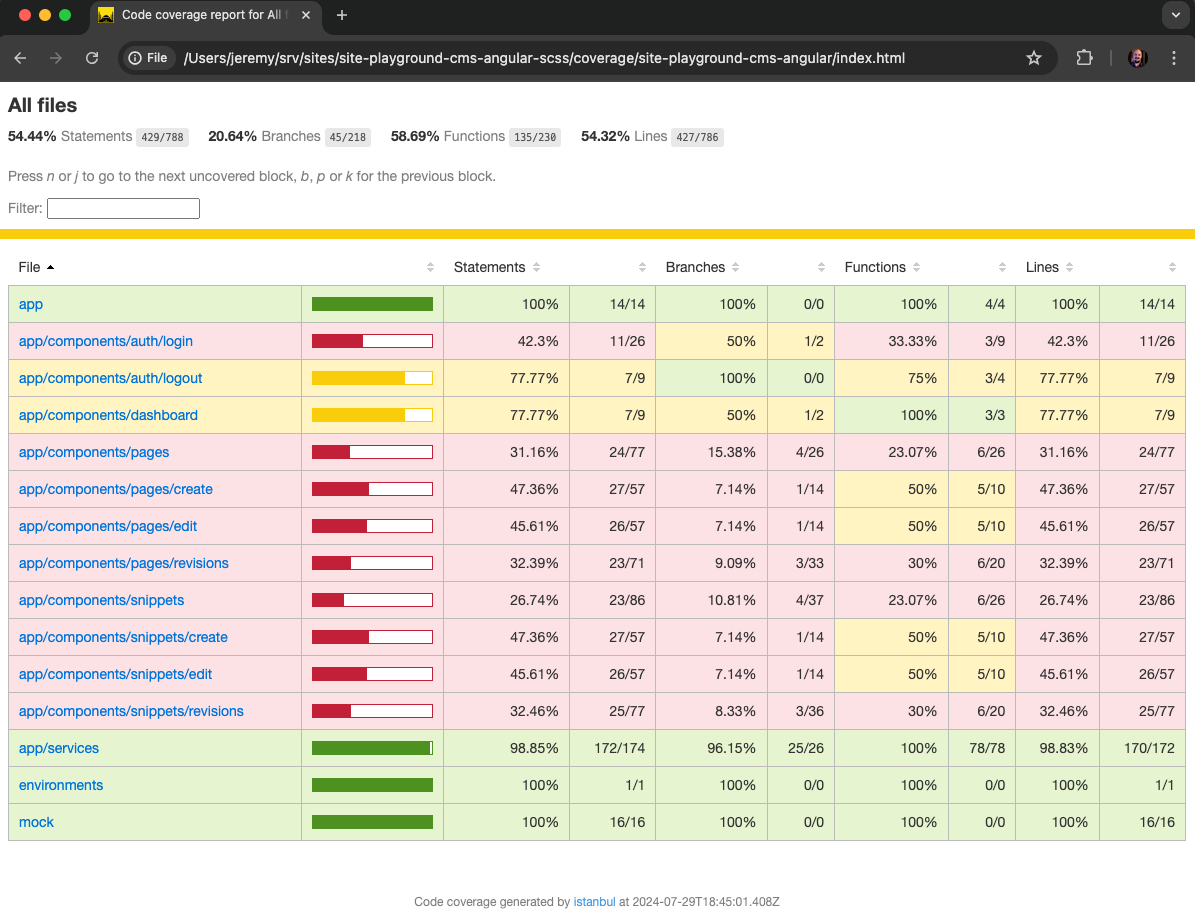 Code coverage report for All f
File /Users/jeremy/srv/sites/site-playground-cms-angular-scss/coverage/site-playground-cms-angular/index.html
All files
54.44% Statements 429/788 20.64% Branches 45/218 58.69% Functions 135/230 54.32% Lines 427/786
Press n or j to go to the next uncovered block, b, p or k for the previous block.
Filter:
File Statements Branches Functions Lines
app 100% 14/14 100% 0/0 100% 4/4 100% 14/14
app/components/auth/login 42.3% 11/26 50% 1/2 33.33% 3/9 42.3% 11/26
app/components/auth/logout 77.77% 7/9 100% 0/0 75% 3/4 77.77% 7/9
app/components/dashboard 77.77% 7/9 50% 1/2 100% 3/3 77.77% 7/9
app/components/pages 31.16% 24/77 15.38% 4/26 23.07% 6/26 31.16% 24/77
app/components/pages/create 47.36% 27/57 7.14% 1/14 50% 5/10 47.36% 27/57
app/components/pages/edit 45.61% 26/57 7.14% 1/14 50% 5/10 45.61% 26/57
app/components/pages/revisions 32.39% 23/71 9.09% 3/33 30% 6/20 32.39% 23/71
app/components/snippets 26.74% 23/86 10.81% 4/37 23.07% 6/26 26.74% 23/86
app/components/snippets/create 47.36% 27/57 7.14% 1/14 50% 5/10 47.36% 27/57
app/components/snippets/edit 45.61% 26/57 7.14% 1/14 50% 5/10 45.61% 26/57
app/components/snippets/revisions 32.46% 25/77 8.33% 3/36 30% 6/20 32.46% 25/77
app/services 98.85% 172/174 96.15% 25/26 100% 78/78 98.83% 170/172
environments 100% 1/1 100% 0/0 100% 0/0 100% 1/1
mock 100% 16/16 100% 0/0 100% 0/0 100% 16/16
Code coverage generated by istanbul at 2024-07-29T18:45:01.408Z